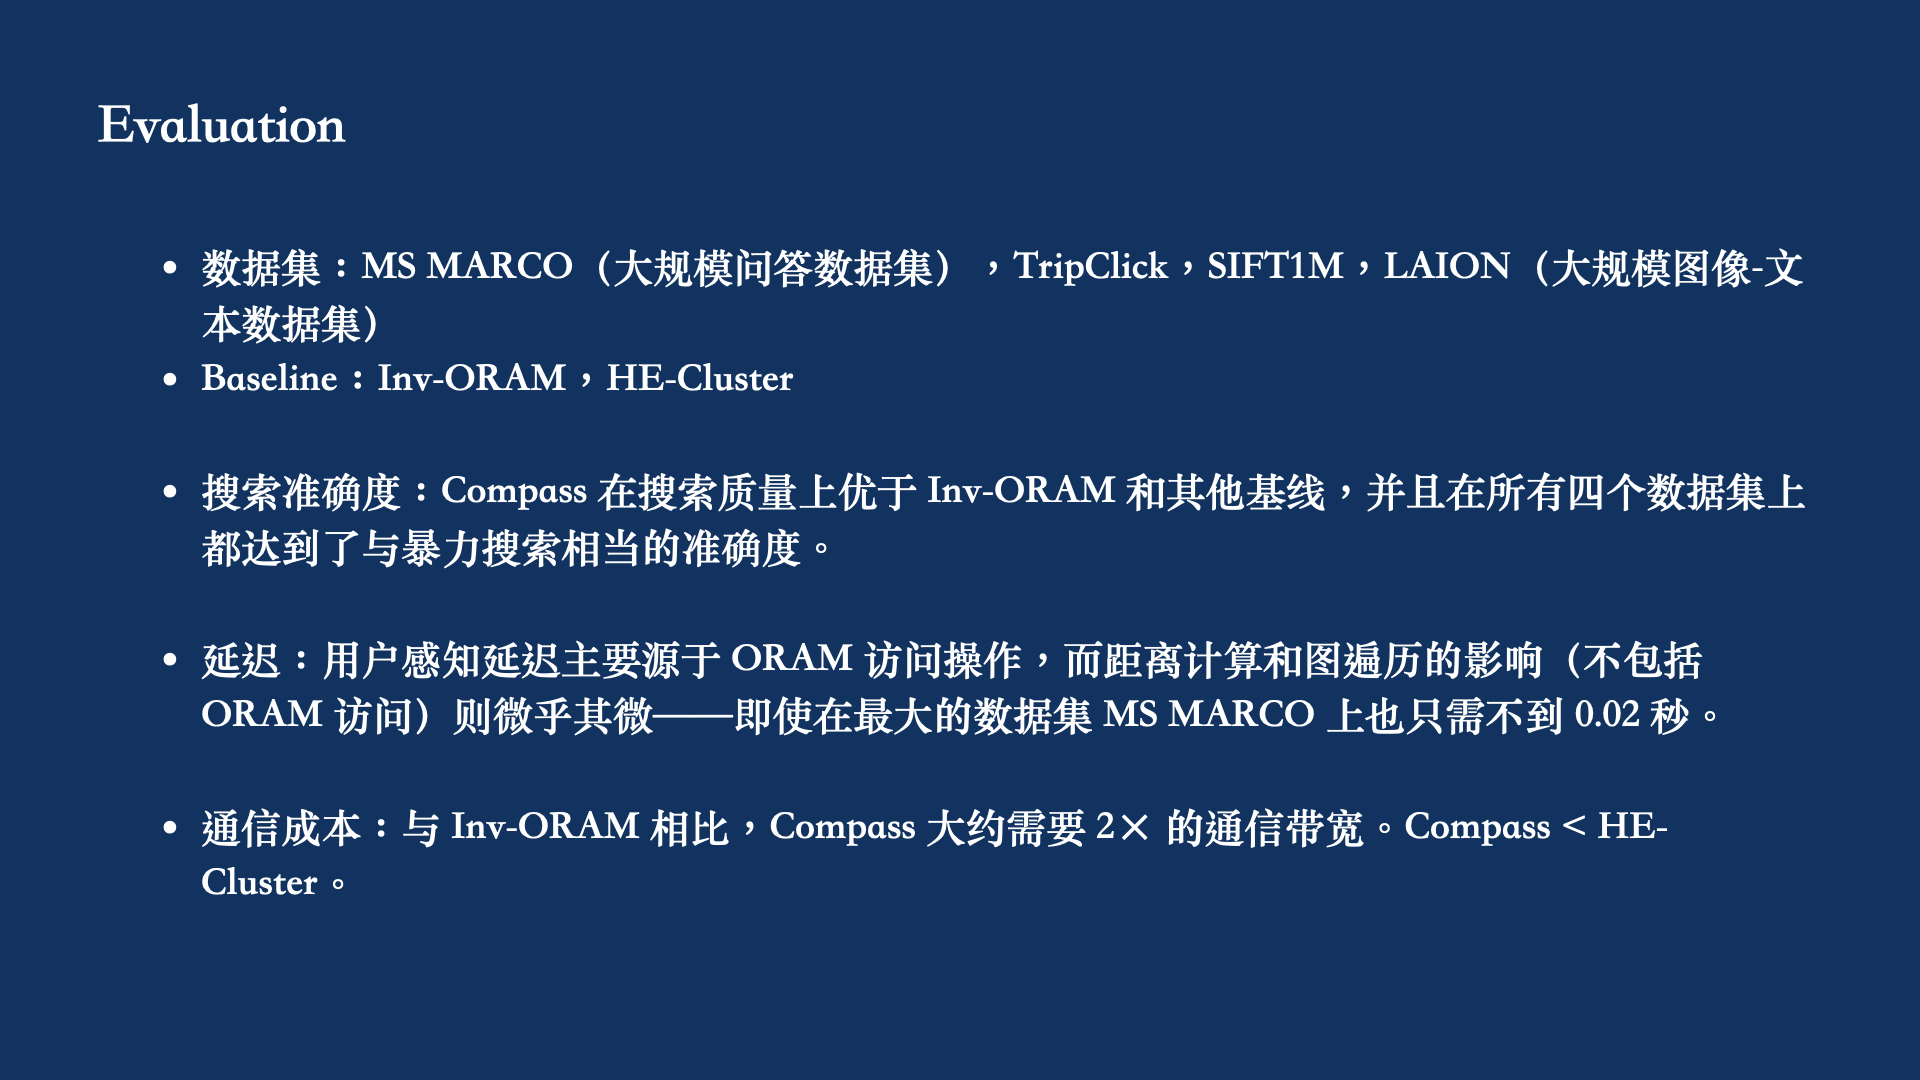 Evaluation
• 数据集：MS MARCO（大规模问答数据集），TripClick，SIFT1M，LAION（大规模图像-文
本数据集）
• Baseline：Inv-ORAM，HE-Cluster
• 搜索准确度：Compass 在搜索质量上优于 Inv-ORAM 和其他基线，并且在所有四个数据集上
都达到了与暴力搜索相当的准确度。
• 延迟：用户感知延迟主要源于 ORAM 访问操作，而距离计算和图遍历的影响（不包括
ORAM 访问）则微乎其微——即使在最大的数据集 MS MARCO 上也只需不到 0.02 秒。
• 通信成本：与 Inv-ORAM 相比，Compass 大约需要 2× 的通信带宽。Compass < HE-
Cluster。